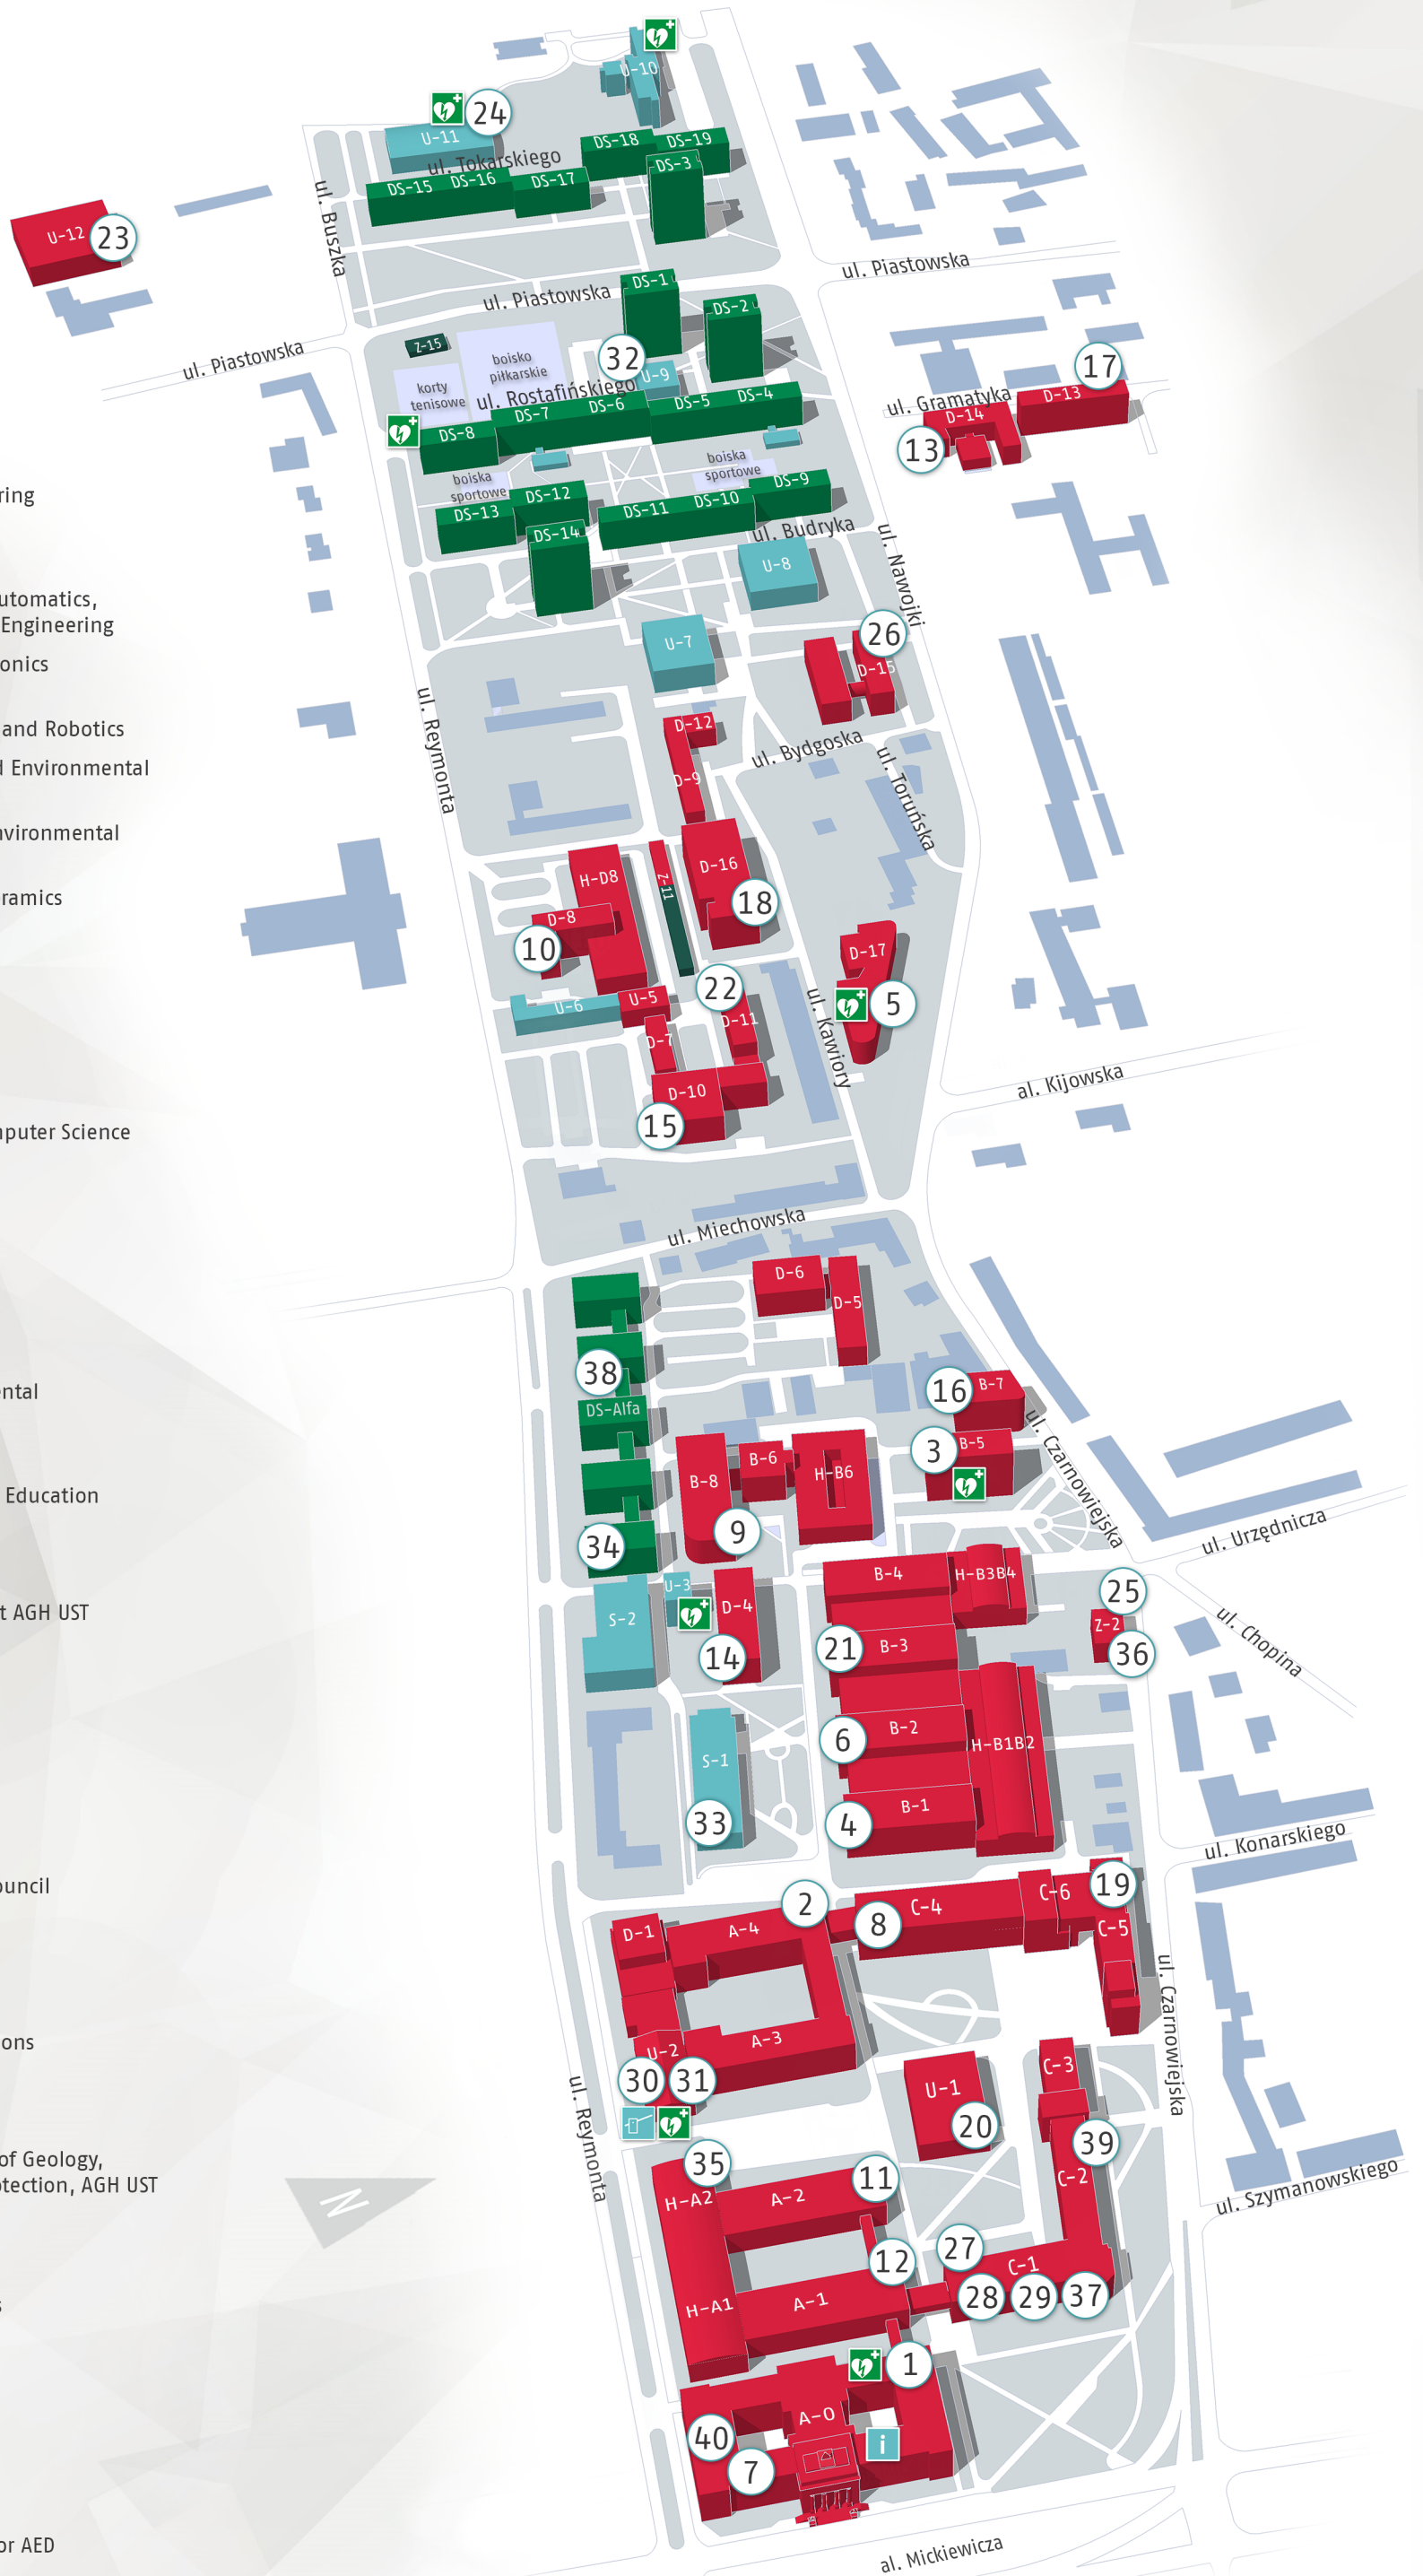 U-10
24
U-11
DS-18
DS-19
ul. Tokarskiego
DS-3
DS-15
DS-16
DS-17
ul. Buszka
U-12
23
ul. Piastowska
DS-1
ul. Piastowska
DS-2
Z-15
ul. Piastowska
boisko
piłkarskie
32
U-9
17
korty
tenisowe
ul. Rostafińskiego
ul. Gramatyka
D-13
D-14
13
DS-8
DS-7
DS-6
DS-5
DS-4
boiska
sportowe
boiska
sportowe
DS-9
DS-12
DS-10
DS-11
DS-13
DS-14
ul. Budryka
ring
U-8
ul. Nawojki
utomatics,
Engineering
26
U-7
D-15
onics
ul. Reymonta
D-12
and Robotics
ul. Bydgoska
d Environmental
D-9
ul. Toruńska
nvironmental
D-16
H-D8
Z-11
ramics
18
D-8
10
D-17
22
5
U-6
U-5
D-11
D-7
ul. Kawiory
al. Kijowska
D-10
15
nputer Science
ul. Miechowska
D-6
D-5
38
ental
16
B-7
DS-Alfa
3
B-5
ul. Czarnowiejska
B-8
B-6
H-B6
Education
9
34
ul. Urzędnicza
B-4
H-B3B4
25
U-3
D-4
S-2
t AGH UST
Z-2
36
ul. Chopina
21
B-3
14
6
B-2
H-B1B2
S-1
33
4
B-1
ul. Konarskiego
ouncil
19
2
8
C-4
C-6
C-5
D-1
A-4
ul. Czarnowiejska
ons
A-3
U-2
30
31
C-3
U-1
20
ul. Reymonta
39
of Geology,
otection, AGH UST
35
11
C-2
ul. Szymanowskiego
H-A2
A-2
N
12
27
C-1
28
29
37
s
H-A1
A-1
1
A-0
40
i
7
or AED
al. Mickiewicza